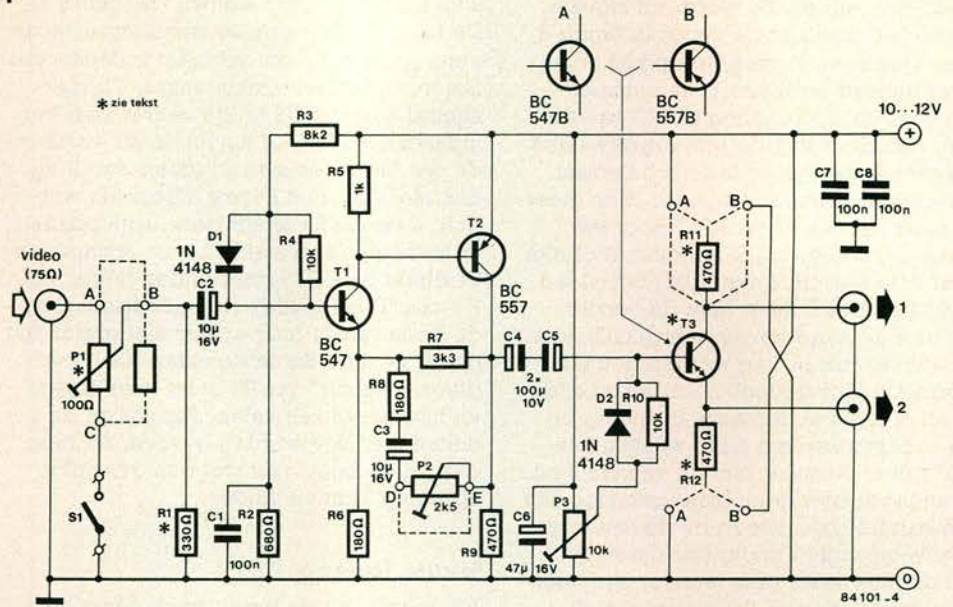 A
B
BC
547B
BC
557B
* zie tekst
R3
8k2
10...12V
+
R5
1k
C7
100n
C8
100n
A
B
R11
*
470Ω
video
(75Ω)
D1
1N
4148
R4
10k
T1
T2
A
B
C2
10µ
16V
BC
557
1
P1
*
100Ω
BC
547
R7
3k3
C4
C5
2×
100µ
10V
*
T3
R8
180Ω
D2
R10
10k
2
C
C3
10µ
16V
P2
2k5
D
E
1N
4148
470Ω
*
R12
S1
R1
*
330Ω
C1
100n
R2
680Ω
R6
180Ω
R9
470Ω
C6
47µ
16V
P3
10k
A
B
0
84101-4